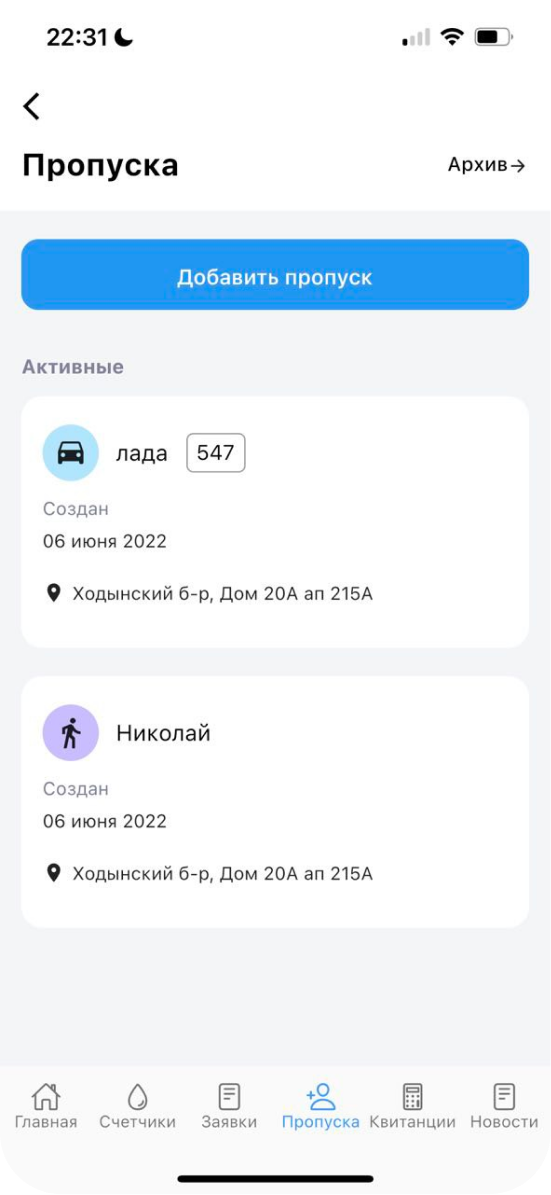 22:31
Пропуска
Архив→
Добавить пропуск
Активные
лада 547
Создан
06 июня 2022
Ходынский б-р, Дом 20А ап 215А
Николай
Создан
06 июня 2022
Ходынский б-р, Дом 20А ап 215А
Главная Счетчики Заявки Пропуска Квитанции Новости